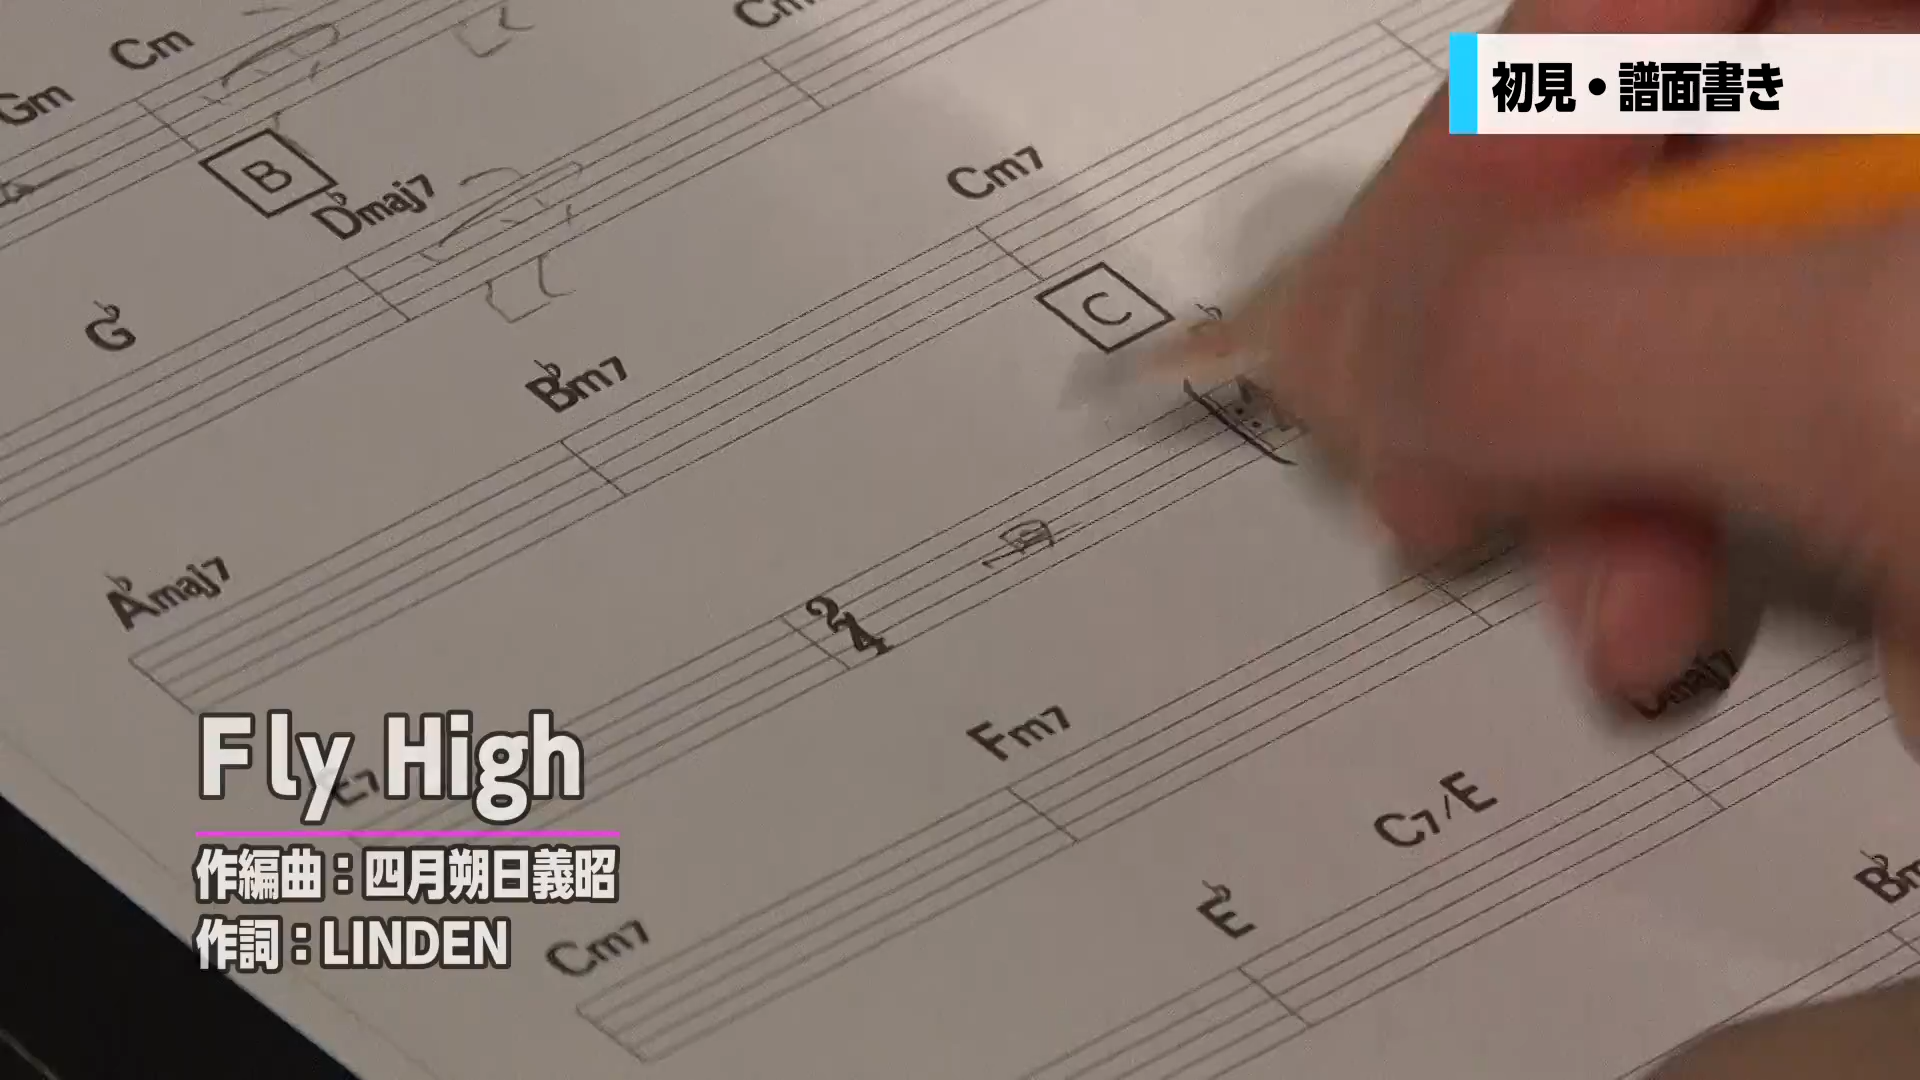 初見・譜面書き
Cm
Gm
B
D♭maj7
Cm7
G♭
C
B♭m7
A♭maj7
2
4
Fm7
C7/E
E♭
Cm7
Fly High
作編曲：四月朔日義昭
作詞：LINDEN